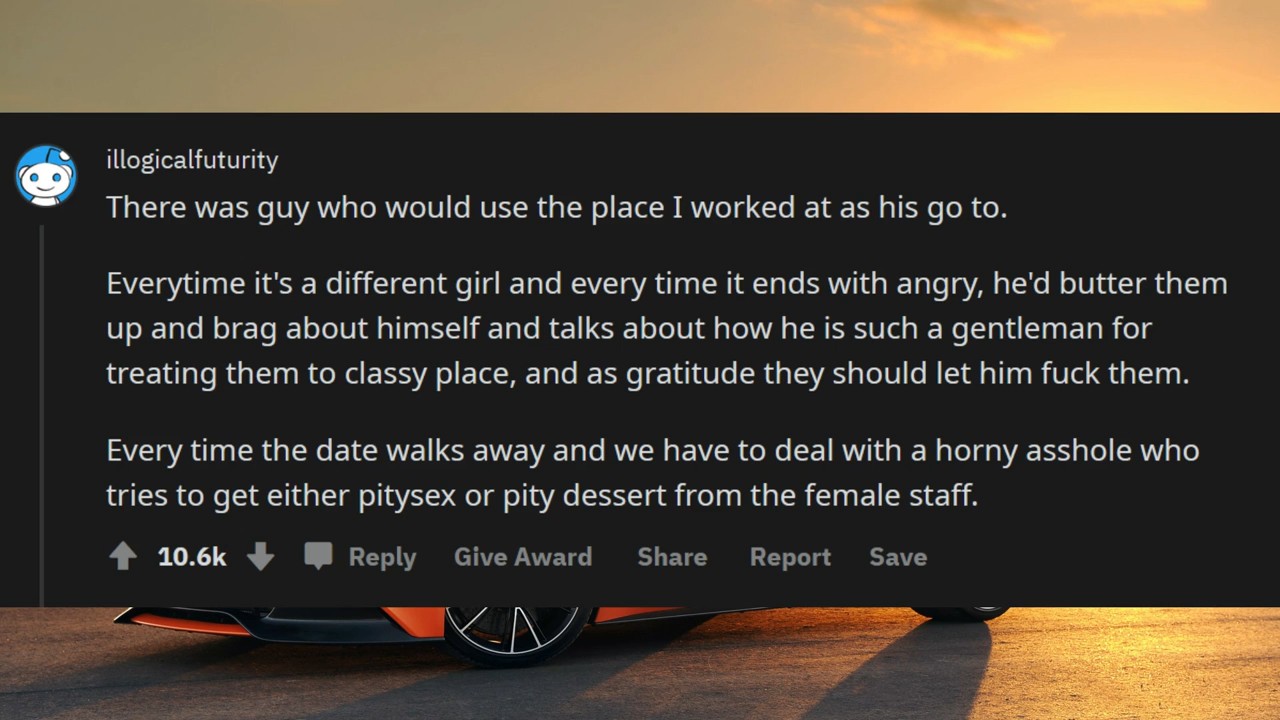 illogicalfuturity
There was guy who would use the place I worked at as his go to.
Everytime it's a different girl and every time it ends with angry, he'd butter them
up and brag about himself and talks about how he is such a gentleman for
treating them to classy place, and as gratitude they should let him fuck them.
Every time the date walks away and we have to deal with a horny asshole who
tries to get either pitysex or pity dessert from the female staff.
10.6k Reply Give Award Share Report Save